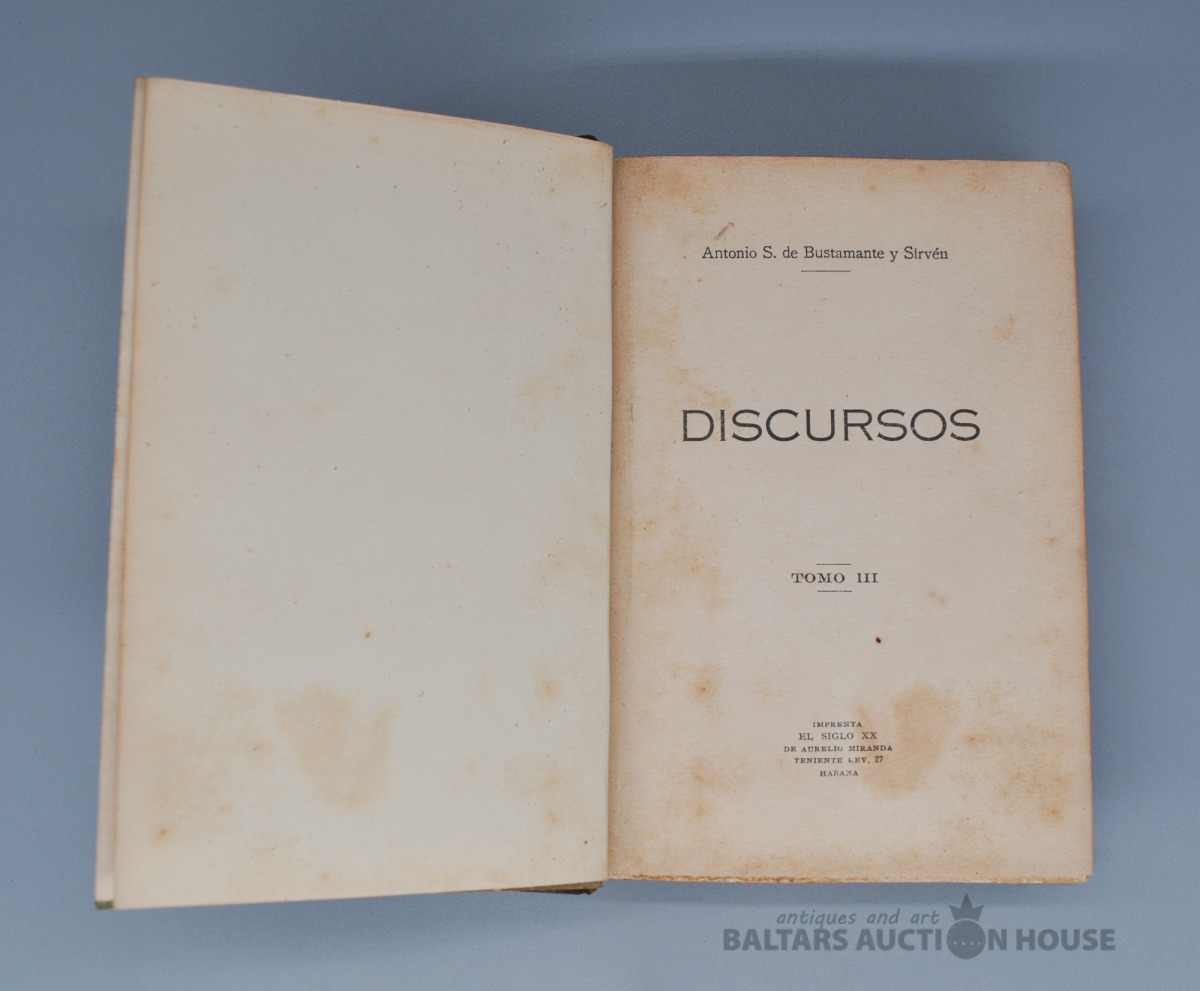 Antonio S. de Bustamante y Sirvén
DISCURSOS
TOMO III
IMPRENTA
EL SIGLO XX
DE AURELIO MIRANDA
TENIENTE REY, 27
HABANA
antiques and art
BALTARS AUCTION HOUSE